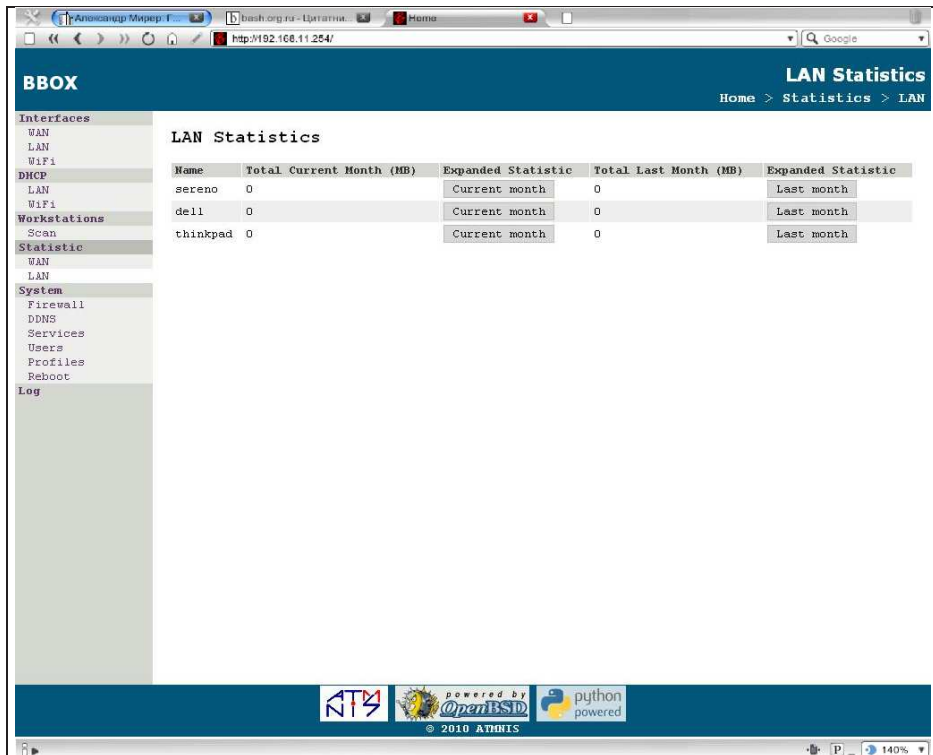 Александр Мирер: Г...
bash.org.ru - Цитатни...
Home
http://192.168.11.254/
Google
BBOX
LAN Statistics
Home > Statistics > LAN
Interfaces
WAN
LAN
WiFi
DHCP
LAN
WiFi
Workstations
Scan
Statistic
WAN
LAN
System
Firewall
DDNS
Services
Users
Profiles
Reboot
Log
LAN Statistics
Name Total Current Month (MB) Expanded Statistic Total Last Month (MB) Expanded Statistic
sereno 0 Current month 0 Last month
dell 0 Current month 0 Last month
thinkpad 0 Current month 0 Last month
powered by
OpenBSD
python
powered
© 2010 ATMNIS
P 140%